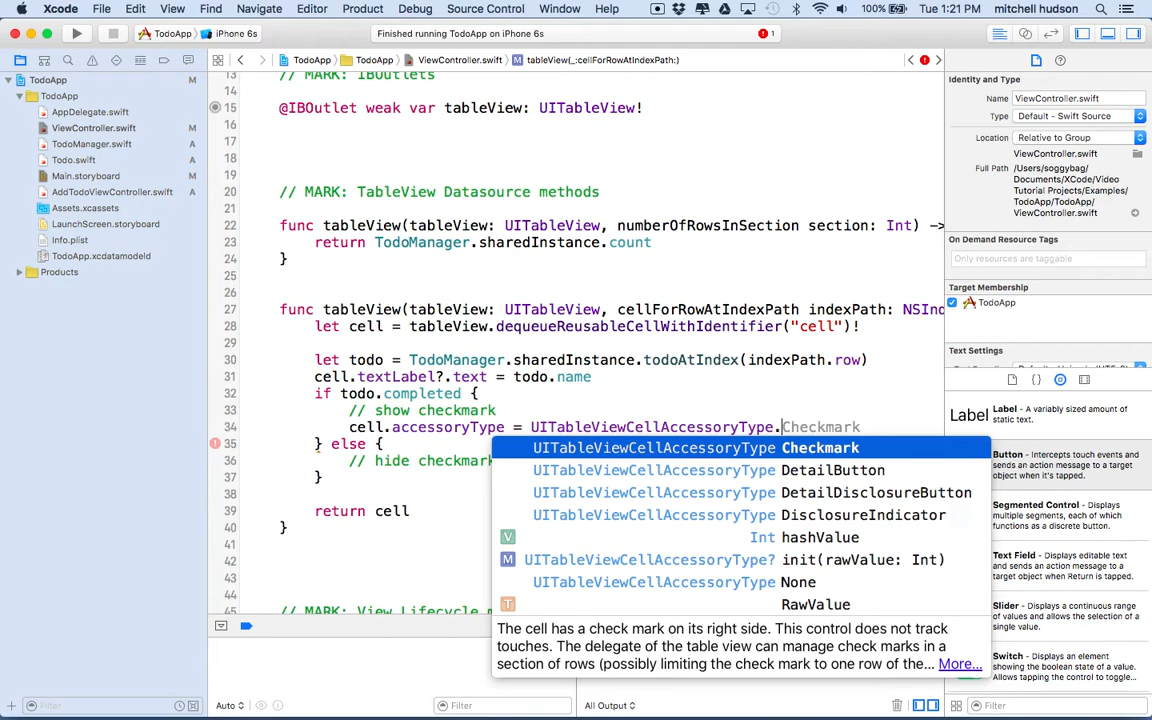 Xcode File Edit View Find Navigate Editor Product Debug Source Control Window Help 100% Tue 1:21 PM mitchell hudson
TodoApp iPhone 6s Finished running TodoApp on iPhone 6s 1
TodoApp TodoApp ViewController.swift M tableView(_:cellForRowAtIndexPath:)
TodoApp M
TodoApp
AppDelegate.swift
ViewController.swift M
TodoManager.swift A
Todo.swift A
Main.storyboard M
AddTodoViewController.swift A
Assets.xcassets
LaunchScreen.storyboard
Info.plist
TodoApp.xcdatamodeld
Products
Filter
13 // MARK: IBOutlets
14
15 @IBOutlet weak var tableView: UITableView!
16
17
18
19
20 // MARK: TableView Datasource methods
21
22 func tableView(tableView: UITableView, numberOfRowsInSection section: Int) ->
23 return TodoManager.sharedInstance.count
24 }
25
26
27 func tableView(tableView: UITableView, cellForRowAtIndexPath indexPath: NSInd
28 let cell = tableView.dequeueReusableCellWithIdentifier("cell")!
29
30 let todo = TodoManager.sharedInstance.todoAtIndex(indexPath.row)
31 cell.textLabel?.text = todo.name
32 if todo.completed {
33 // show checkmark
34 cell.accessoryType = UITableViewCellAccessoryType.Checkmark
35 } else {
36 // hide checkmark
37 }
38
39 return cell
40 }
41
42
43
44
45 // MARK: View Lifecycle m
UITableViewCellAccessoryType Checkmark
UITableViewCellAccessoryType DetailButton
UITableViewCellAccessoryType DetailDisclosureButton
UITableViewCellAccessoryType DisclosureIndicator
V Int hashValue
M UITableViewCellAccessoryType? init(rawValue: Int)
UITableViewCellAccessoryType None
T RawValue
The cell has a check mark on its right side. This control does not track
touches. The delegate of the table view can manage check marks in a
section of rows (possibly limiting the check mark to one row of the... More...
Auto Filter All Output
Identity and Type
Name ViewController.swift
Type Default - Swift Source
Location Relative to Group
ViewController.swift
Full Path /Users/soggybag/
Documents/XCode/Video
Tutorial Projects/Examples/
TodoApp/TodoApp/
ViewController.swift
On Demand Resource Tags
Only resources are taggable
Target Membership
TodoApp
Text Settings
Label Label - A variably sized amount of
static text.
Button - Intercepts touch events and
sends an action message to a target
object when it's tapped.
Segmented Control - Displays
multiple segments, each of which
functions as a discrete button.
Text Field - Displays editable text
and sends an action message to a
target object when Return is tapped.
Slider - Displays a continuous range
of values and allows the selection of a
single value.
Switch - Displays an element
showing the boolean state of a value.
Allows tapping the control to toggle...
Filter